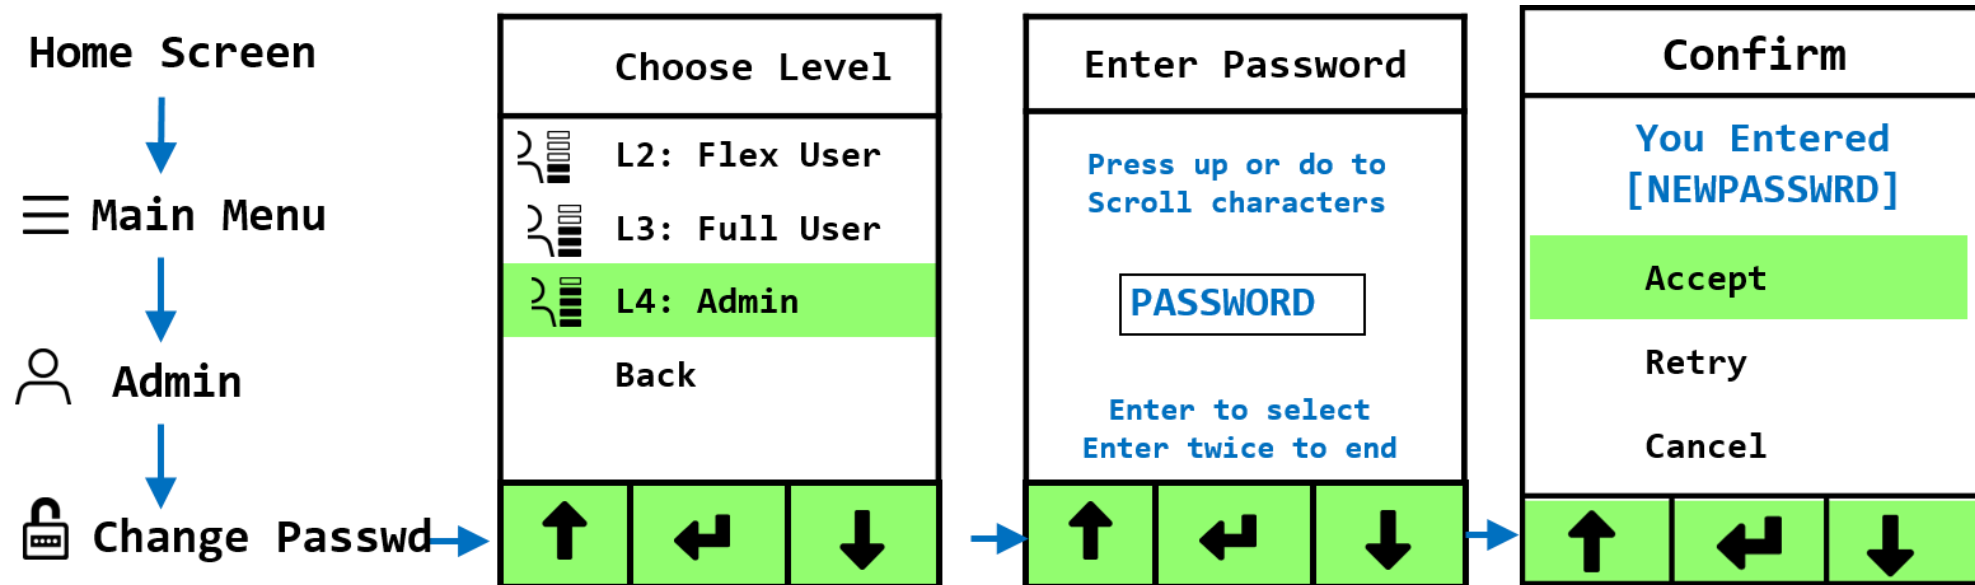 Home Screen
Main Menu
Admin
Change Passwd
Choose Level
L2: Flex User
L3: Full User
L4: Admin
Back
Enter Password
Press up or do to
Scroll characters
PASSWORD
Enter to select
Enter twice to end
Confirm
You Entered
[NEWPASSWRD]
Accept
Retry
Cancel